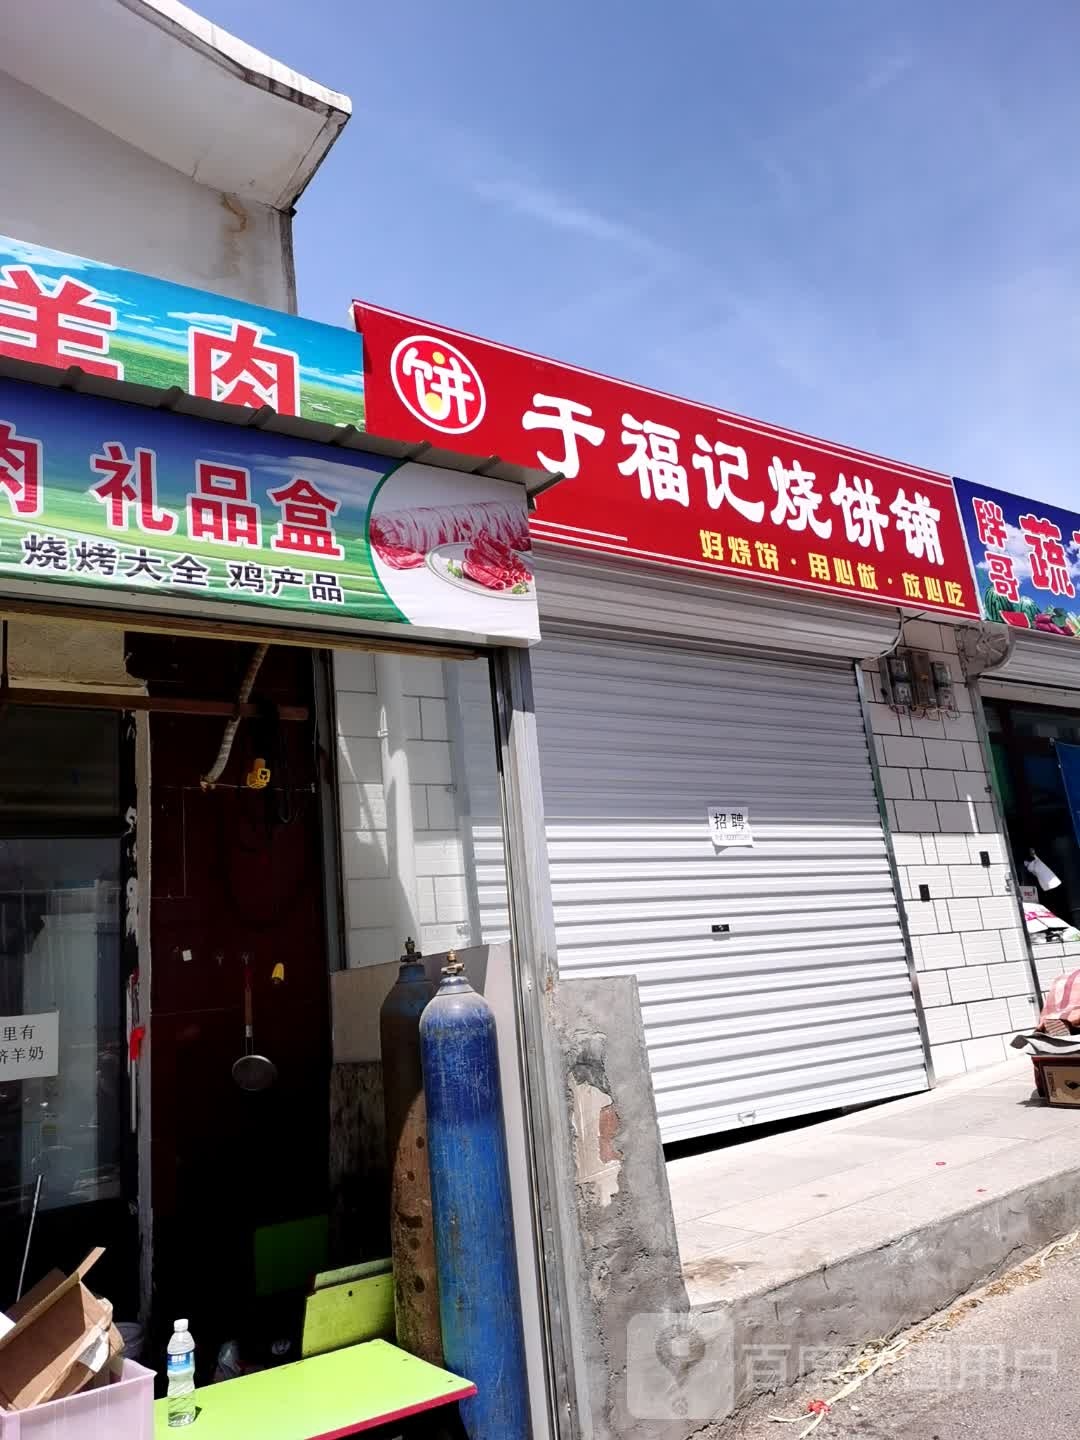 羊肉
肉 礼品盒
烧烤大全 鸡产品
饼
于福记烧饼铺
好烧饼·用心做·放心吃
胖哥
蔬
招聘
里有
挤羊奶
百度地图用户